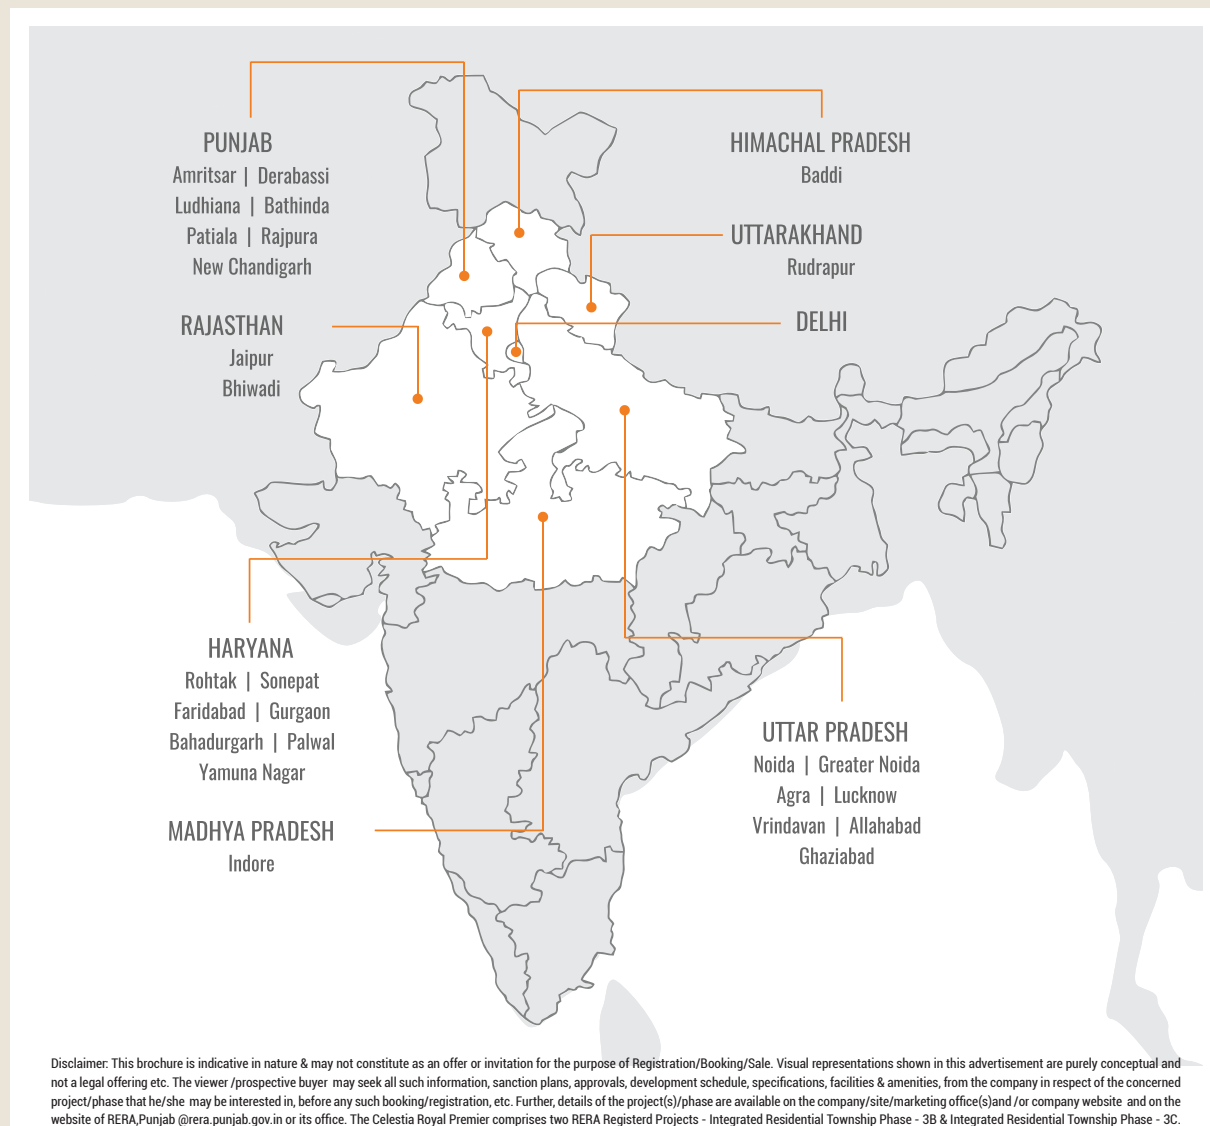 PUNJAB
Amritsar | Derabassi
Ludhiana | Bathinda
Patiala | Rajpura
New Chandigarh
HIMACHAL PRADESH
Baddi
UTTARAKHAND
Rudrapur
RAJASTHAN
Jaipur
Bhiwadi
DELHI
HARYANA
Rohtak | Sonepat
Faridabad | Gurgaon
Bahadurgarh | Palwal
Yamuna Nagar
MADHYA PRADESH
Indore
UTTAR PRADESH
Noida | Greater Noida
Agra | Lucknow
Vrindavan | Allahabad
Ghaziabad
Disclaimer: This brochure is indicative in nature & may not constitute as an offer or invitation for the purpose of Registration/Booking/Sale. Visual representations shown in this advertisement are purely conceptual and
not a legal offering etc. The viewer /prospective buyer may seek all such information, sanction plans, approvals, development schedule, specifications, facilities & amenities, from the company in respect of the concerned
project/phase that he/she may be interested in, before any such booking/registration, etc. Further, details of the project(s)/phase are available on the company/site/marketing office(s)and /or company website and on the
website of RERA,Punjab @rera.punjab.gov.in or its office. The Celestia Royal Premier comprises two RERA Registerd Projects - Integrated Residential Township Phase - 3B & Integrated Residential Township Phase - 3C.